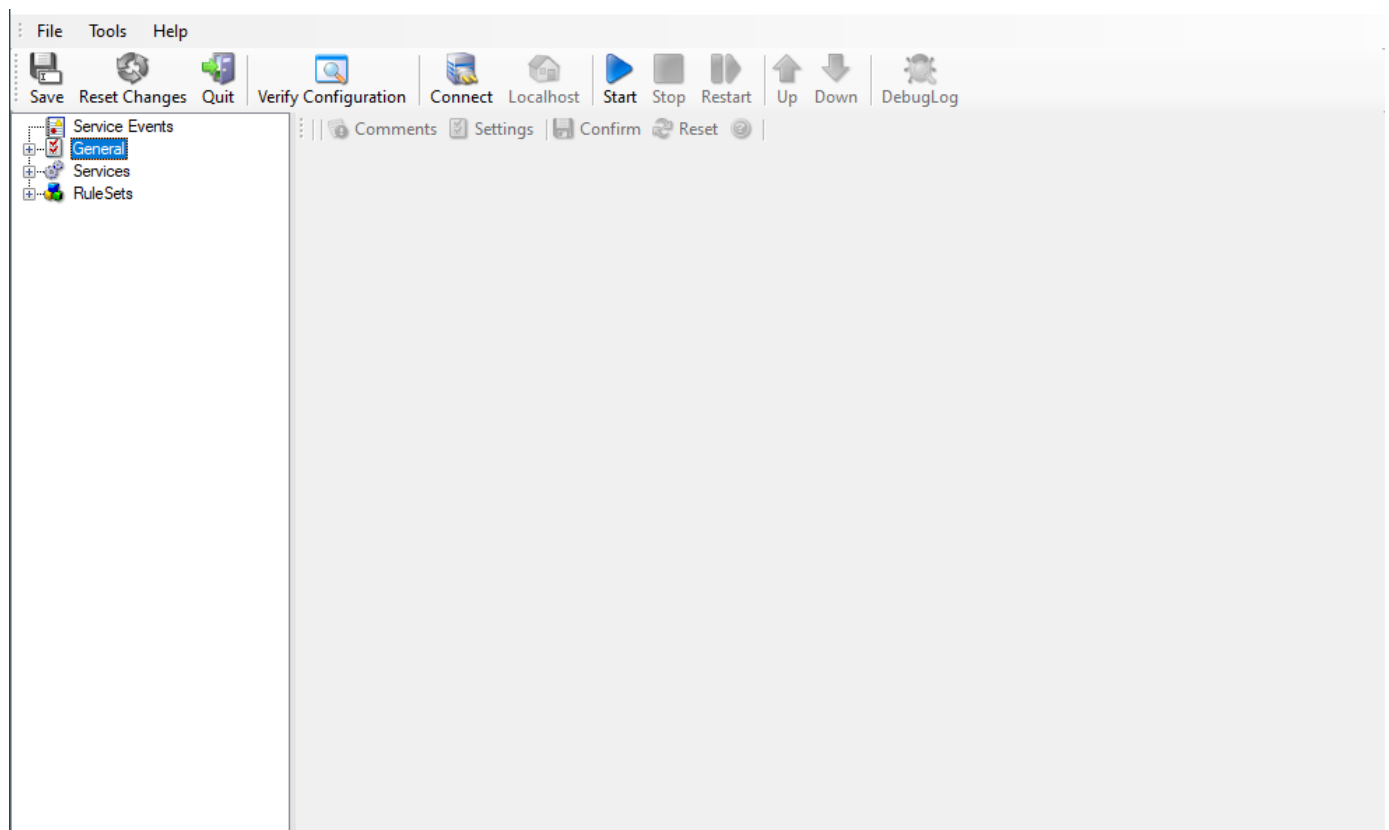 File Tools Help
Save Reset Changes Quit Verify Configuration Connect Localhost Start Stop Restart Up Down DebugLog
Service Events
General
Services
RuleSets
Comments Settings Confirm Reset